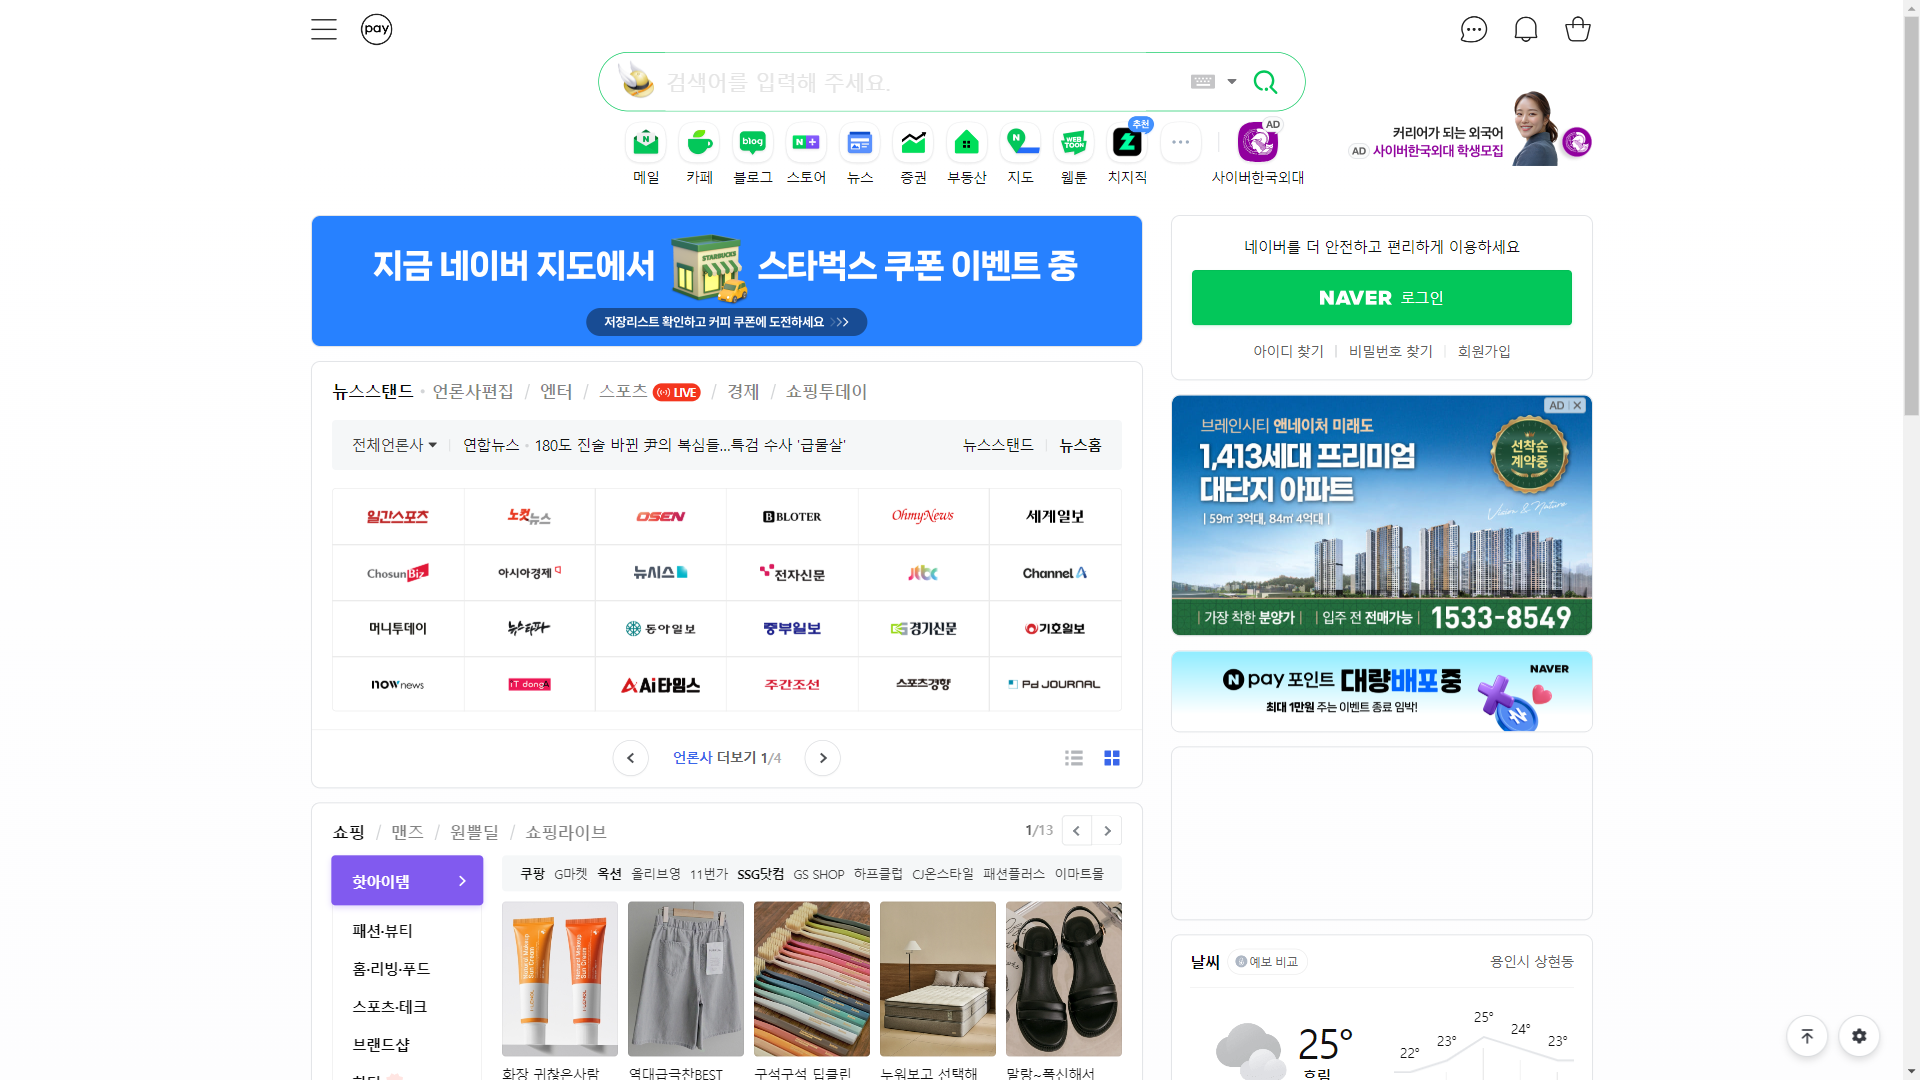 pay
검색어를 입력해 주세요.
메일
카페
블로그
스토어
뉴스
증권
부동산
지도
웹툰
추천
치지직
AD
사이버한국외대
커리어가 되는 외국어
AD 사이버한국외대 학생모집
지금 네이버 지도에서 스타벅스 쿠폰 이벤트 중
STARBUCKS
저장리스트 확인하고 커피 쿠폰에 도전하세요 >>>
네이버를 더 안전하고 편리하게 이용하세요
NAVER 로그인
아이디 찾기 | 비밀번호 찾기 | 회원가입
뉴스스탠드 · 언론사편집 / 엔터 / 스포츠 LIVE / 경제 / 쇼핑투데이
전체언론사 연합뉴스 · 180도 진술 바뀐 尹의 복심들…특검 수사 '급물살' 뉴스스탠드 뉴스홈
일간스포츠 노컷뉴스 OSEN BLOTER OhmyNews 세계일보
ChosunBiz 아시아경제 뉴시스 전자신문 jtbc Channel A
머니투데이 뉴스타파 동아일보 중부일보 경기신문 기호일보
nownews IT dongA Ai타임스 주간조선 스포츠경향 Pd JOURNAL
언론사 더보기 1/4
AD
브레인시티 앤네이처 미래도
1,413세대 프리미엄
대단지 아파트
| 59㎡ 3억대, 84㎡ 4억대 |
선착순
계약중
Vision & Nature
| 가장 착한 분양가 | | 입주 전 전매가능 | 1533-8549
N pay 포인트 대량배포중
최대 1만원 주는 이벤트 종료 임박!
NAVER
쇼핑 / 맨즈 / 원쁠딜 / 쇼핑라이브
1/13
핫아이템
패션·뷰티
홈·리빙·푸드
스포츠·테크
브랜드샵
쿠팡 G마켓 옥션 올리브영 11번가 SSG닷컴 GS SHOP 하프클럽 CJ온스타일 패션플러스 이마트몰
화장 귀찮은사람
역대급극찬BEST
구석구석 딥클린
누워보고 선택해
말랑~폭신해서
날씨 예보 비교 용인시 상현동
25°
흐림
22° 23° 25° 24° 23°